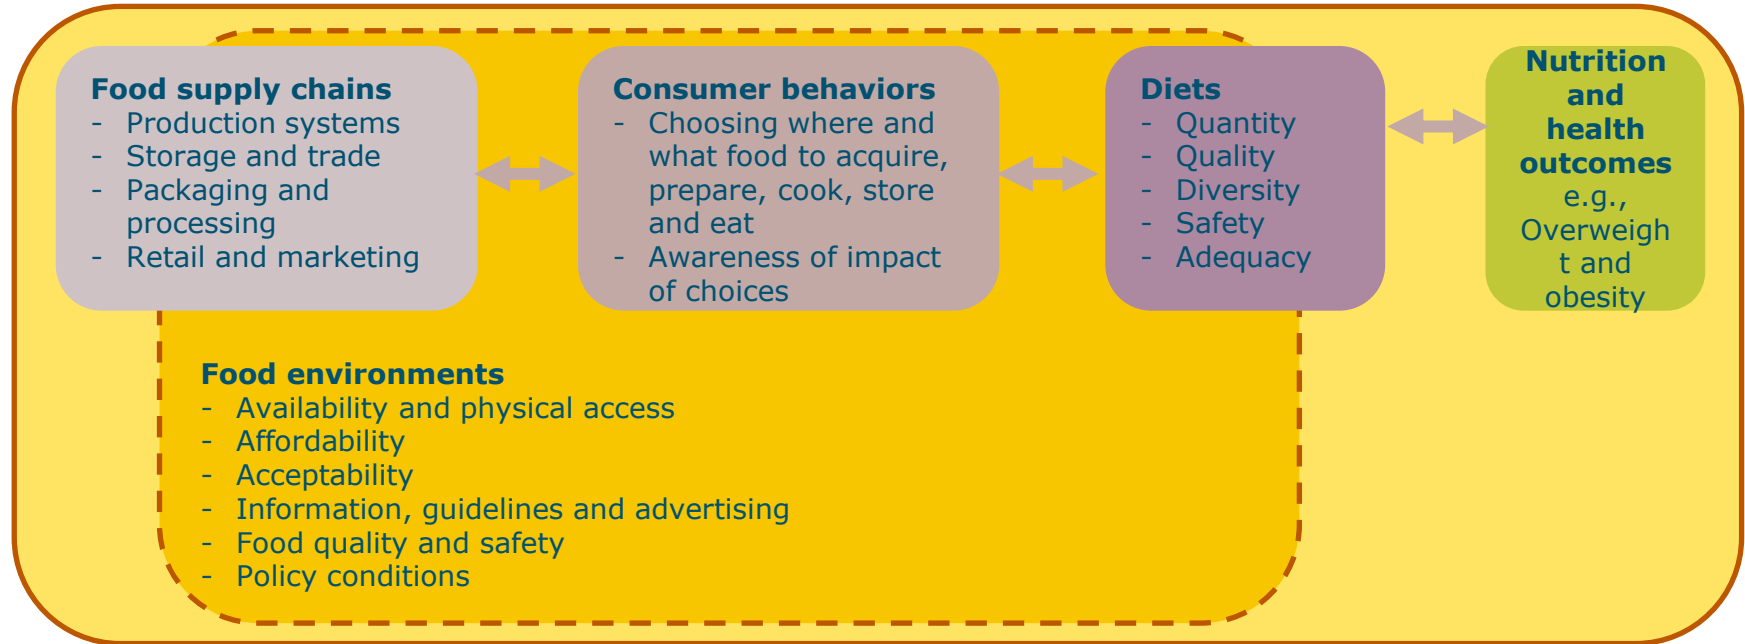 Food supply chains
- Production systems
- Storage and trade
- Packaging and
processing
- Retail and marketing
Consumer behaviors
- Choosing where and
what food to acquire,
prepare, cook, store
and eat
- Awareness of impact
of choices
Diets
- Quantity
- Quality
- Diversity
- Safety
- Adequacy
Nutrition
and
health
outcomes
e.g.,
Overweigh
t and
obesity
Food environments
- Availability and physical access
- Affordability
- Acceptability
- Information, guidelines and advertising
- Food quality and safety
- Policy conditions